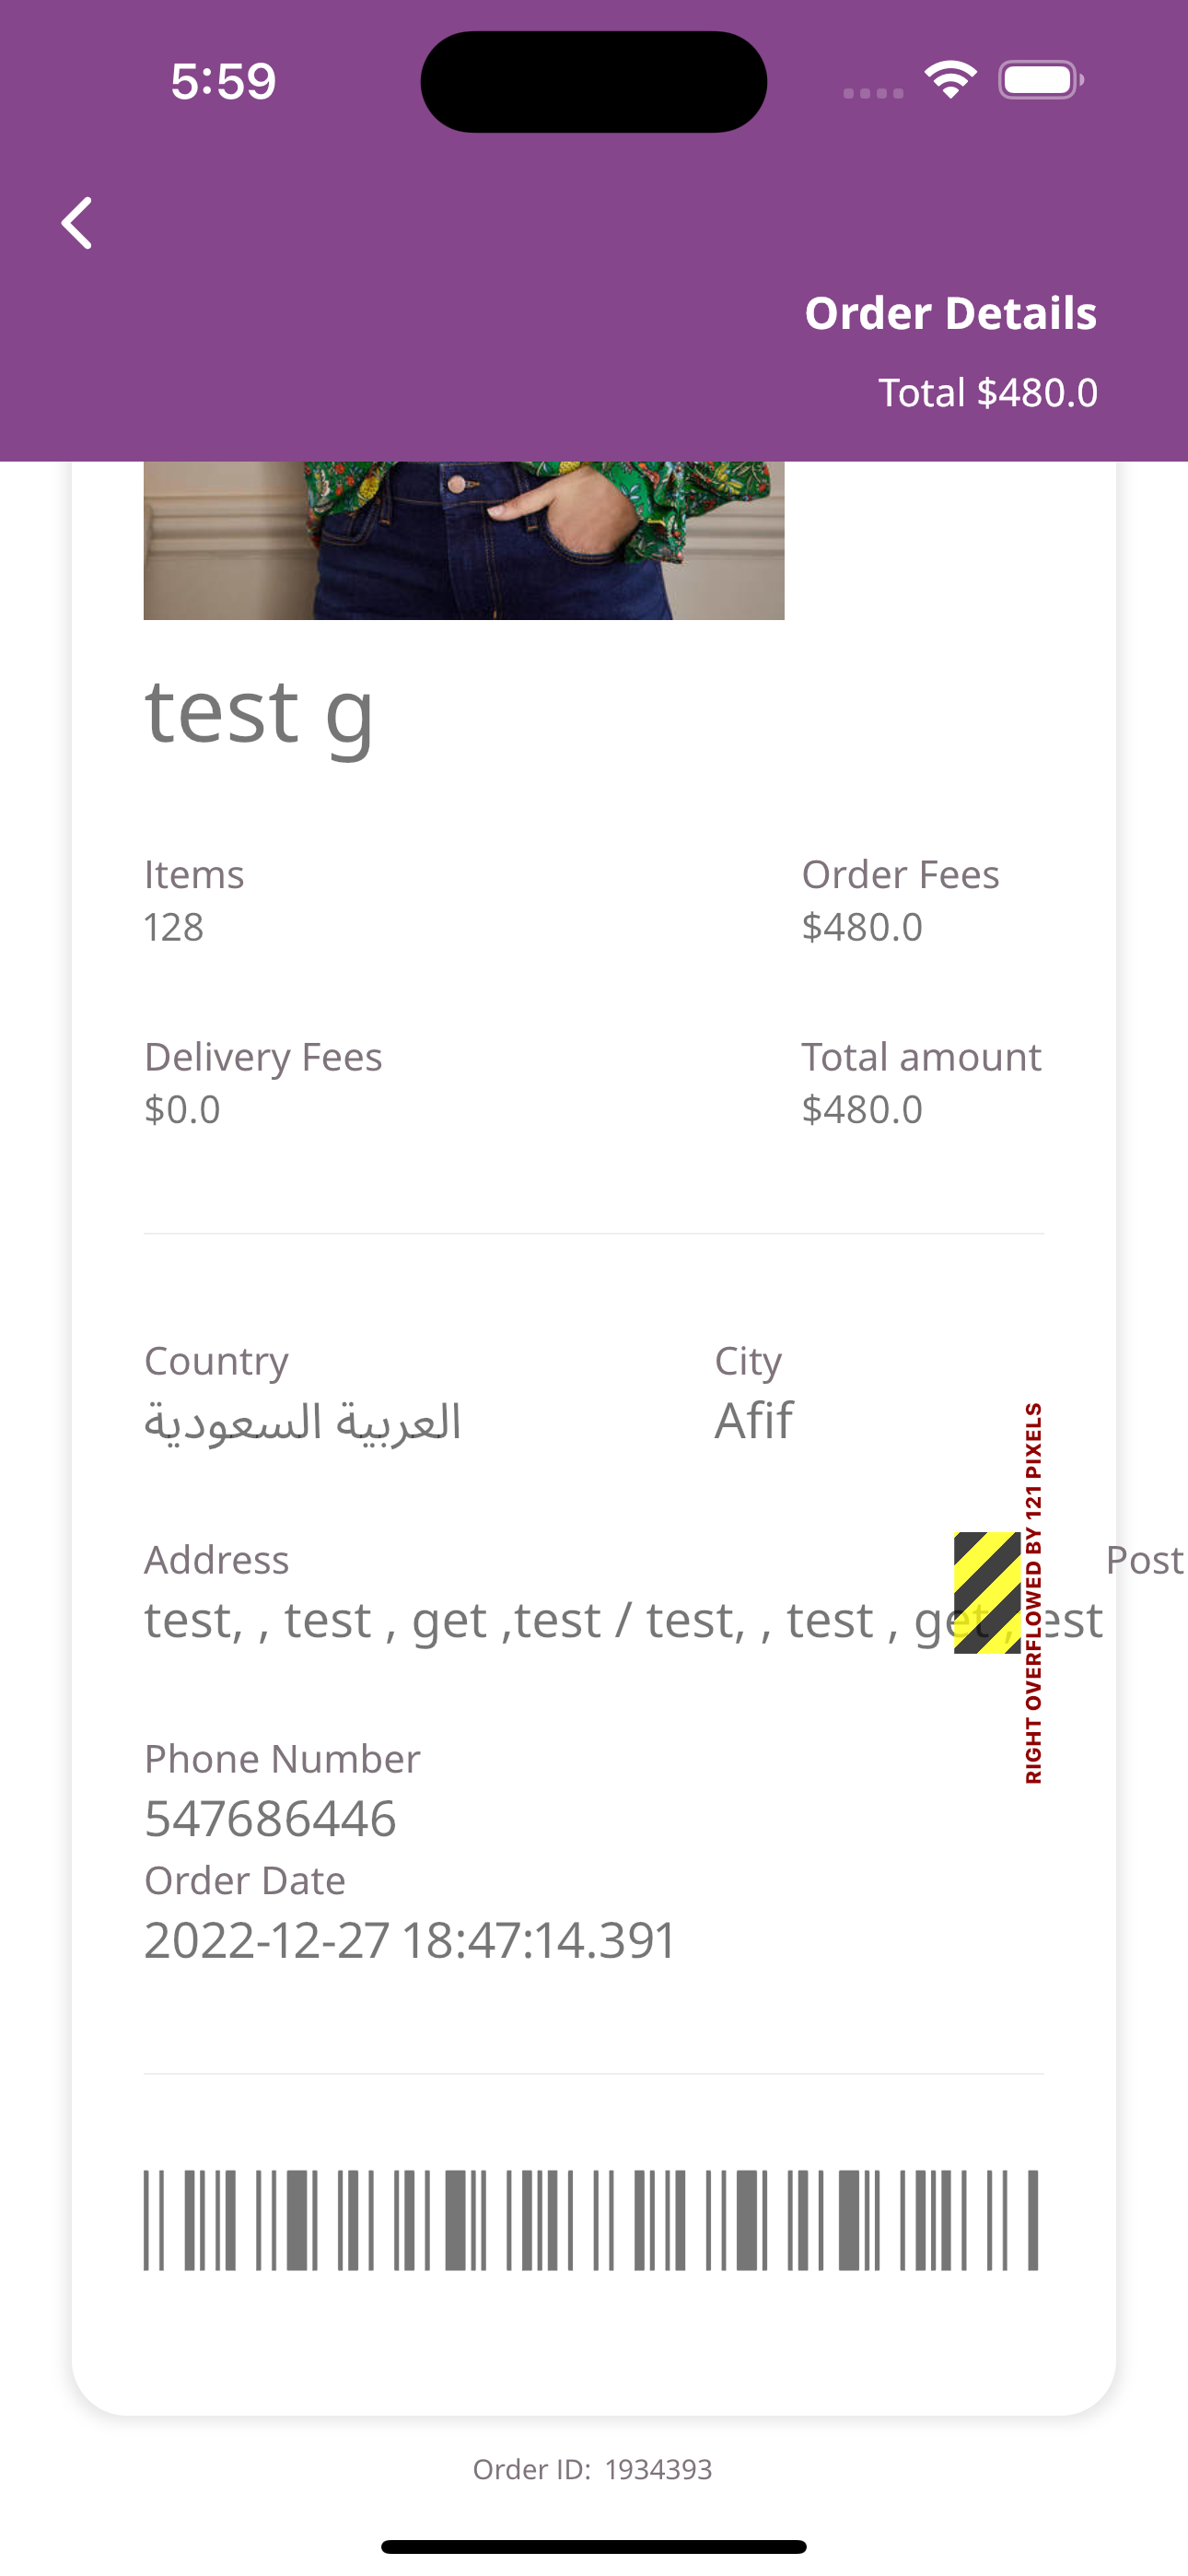 5:59
Order Details
Total $480.0
test g
Items
Order Fees
128
$480.0
Delivery Fees
Total amount
$0.0
$480.0
Country
City
العربية السعودية
Afif
Address
Post
test, , test , get ,test / test, , test , get , est
RIGHT OVERFLOWED BY 121 PIXELS
Phone Number
547686446
Order Date
2022-12-27 18:47:14.391
Order ID: 1934393